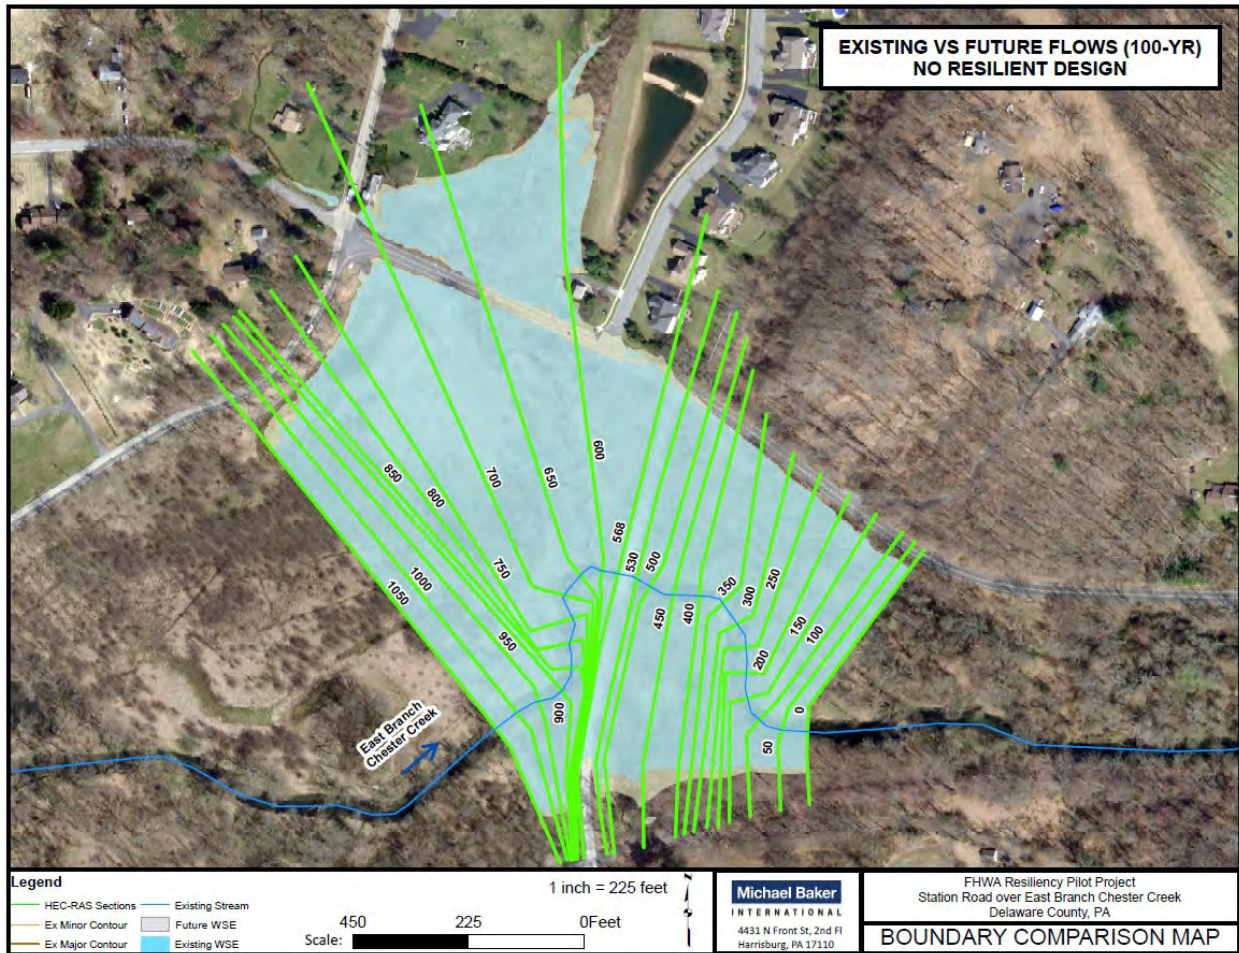 EXISTING VS FUTURE FLOWS (100-YR)
NO RESILIENT DESIGN
600
650
700
800
850
568
530
500
750
350
250
300
1000
1050
450
400
150
100
950
200
900
0
50
East Branch
Chester Creek
Legend
HEC-RAS Sections
Existing Stream
Ex Minor Contour
Future WSE
Ex Major Contour
Existing WSE
1 inch = 225 feet
450 225 0Feet
Scale:
Michael Baker
INTERNATIONAL
4431 N Front St, 2nd Fl
Harrisburg, PA 17110
FHWA Resiliency Pilot Project
Station Road over East Branch Chester Creek
Delaware County, PA
BOUNDARY COMPARISON MAP